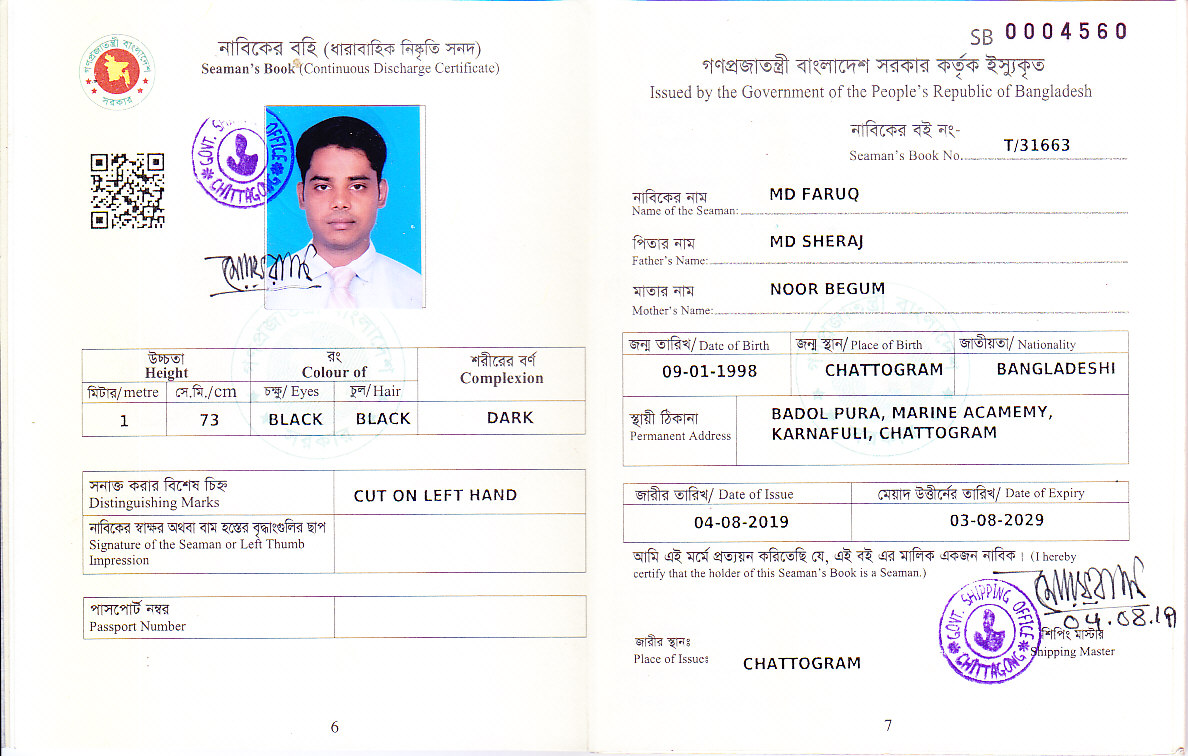 গণপ্রজাতন্ত্রী বাংলাদেশ
সরকার
নাবিকের বহি (ধারাবাহিক নিষ্কৃতি সনদ)
Seaman's Book (Continuous Discharge Certificate)
GOVT. SHIPPING OFFICE
CHATTAGONG
উচ্চতা
Height
রং
Colour of
শরীরের বর্ণ
Complexion
মিটার/metre
সে.মি./cm
চক্ষু/ Eyes
চুল/ Hair
1
73
BLACK
BLACK
DARK
সনাক্ত করার বিশেষ চিহ্ন
Distinguishing Marks
CUT ON LEFT HAND
নাবিকের স্বাক্ষর অথবা বাম হস্তের বৃদ্ধাংগুলির ছাপ
Signature of the Seaman or Left Thumb
Impression
পাসপোর্ট নম্বর
Passport Number
6
SB 0004560
গণপ্রজাতন্ত্রী বাংলাদেশ সরকার কর্তৃক ইস্যুকৃত
Issued by the Government of the People's Republic of Bangladesh
নাবিকের বই নং-
Seaman's Book No. T/31663
নাবিকের নাম MD FARUQ
Name of the Seaman:
পিতার নাম MD SHERAJ
Father's Name:
মাতার নাম NOOR BEGUM
Mother's Name:
জন্ম তারিখ/ Date of Birth
জন্ম স্থান/ Place of Birth
জাতীয়তা/ Nationality
09-01-1998
CHATTOGRAM
BANGLADESHI
স্থায়ী ঠিকানা
Permanent Address
BADOL PURA, MARINE ACAMEMY,
KARNAFULI, CHATTOGRAM
জারীর তারিখ/ Date of Issue
মেয়াদ উত্তীর্নের তারিখ/ Date of Expiry
04-08-2019
03-08-2029
আমি এই মর্মে প্রত্যয়ন করিতেছি যে, এই বই এর মালিক একজন নাবিক। (I hereby
certify that the holder of this Seaman's Book is a Seaman.)
04.08.19
GOVT. SHIPPING OFFICE
CHATTAGONG
শিপিং মাস্টার
Shipping Master
জারীর স্থানঃ
Place of Issue: CHATTOGRAM
7